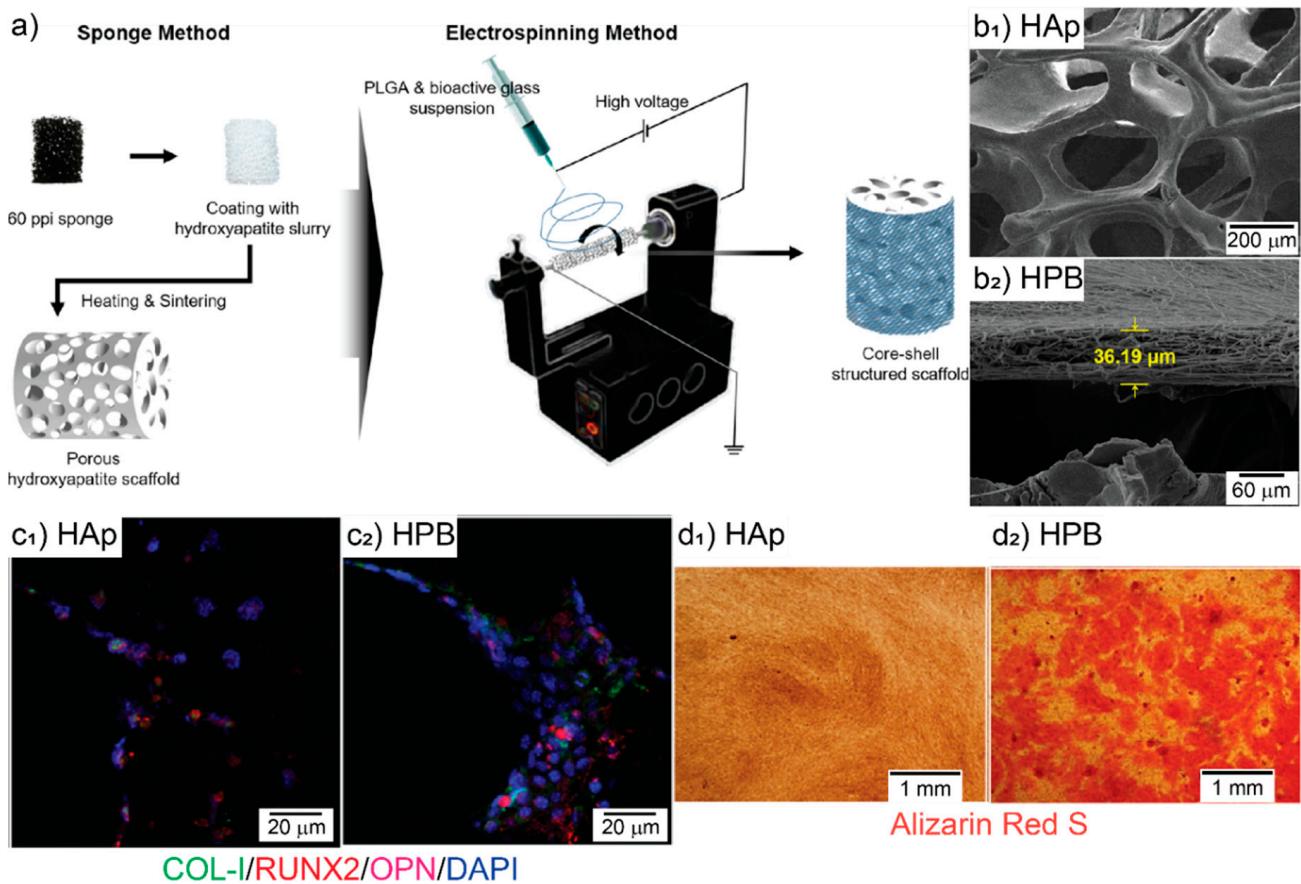 a)
Sponge Method
Electrospinning Method
PLGA & bioactive glass
suspension
High voltage
60 ppi sponge
Coating with
hydroxyapatite slurry
Heating & Sintering
Porous
hydroxyapatite scaffold
Core-shell
structured scaffold
b₁) HAp
200 μm
b₂) HPB
36.19 μm
60 μm
c₁) HAp
20 μm
c₂) HPB
20 μm
COL-I/RUNX2/OPN/DAPI
d₁) HAp
1 mm
d₂) HPB
1 mm
Alizarin Red S